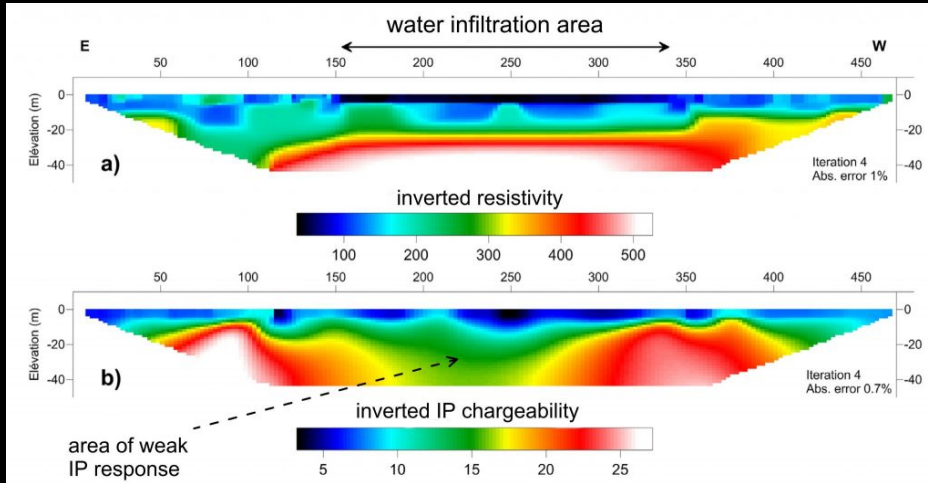 water infiltration area
E W
50 100 150 200 250 300 350 400 450
Elévation (m)
0 0
-20 -20
-40 -40
a)
Iteration 4
Abs. error 1%
inverted resistivity
100 200 300 400 500
50 100 150 200 250 300 350 400 450
Elévation (m)
0 0
-20 -20
-40 -40
b)
Iteration 4
Abs. error 0.7%
inverted IP chargeability
5 10 15 20 25
area of weak
IP response